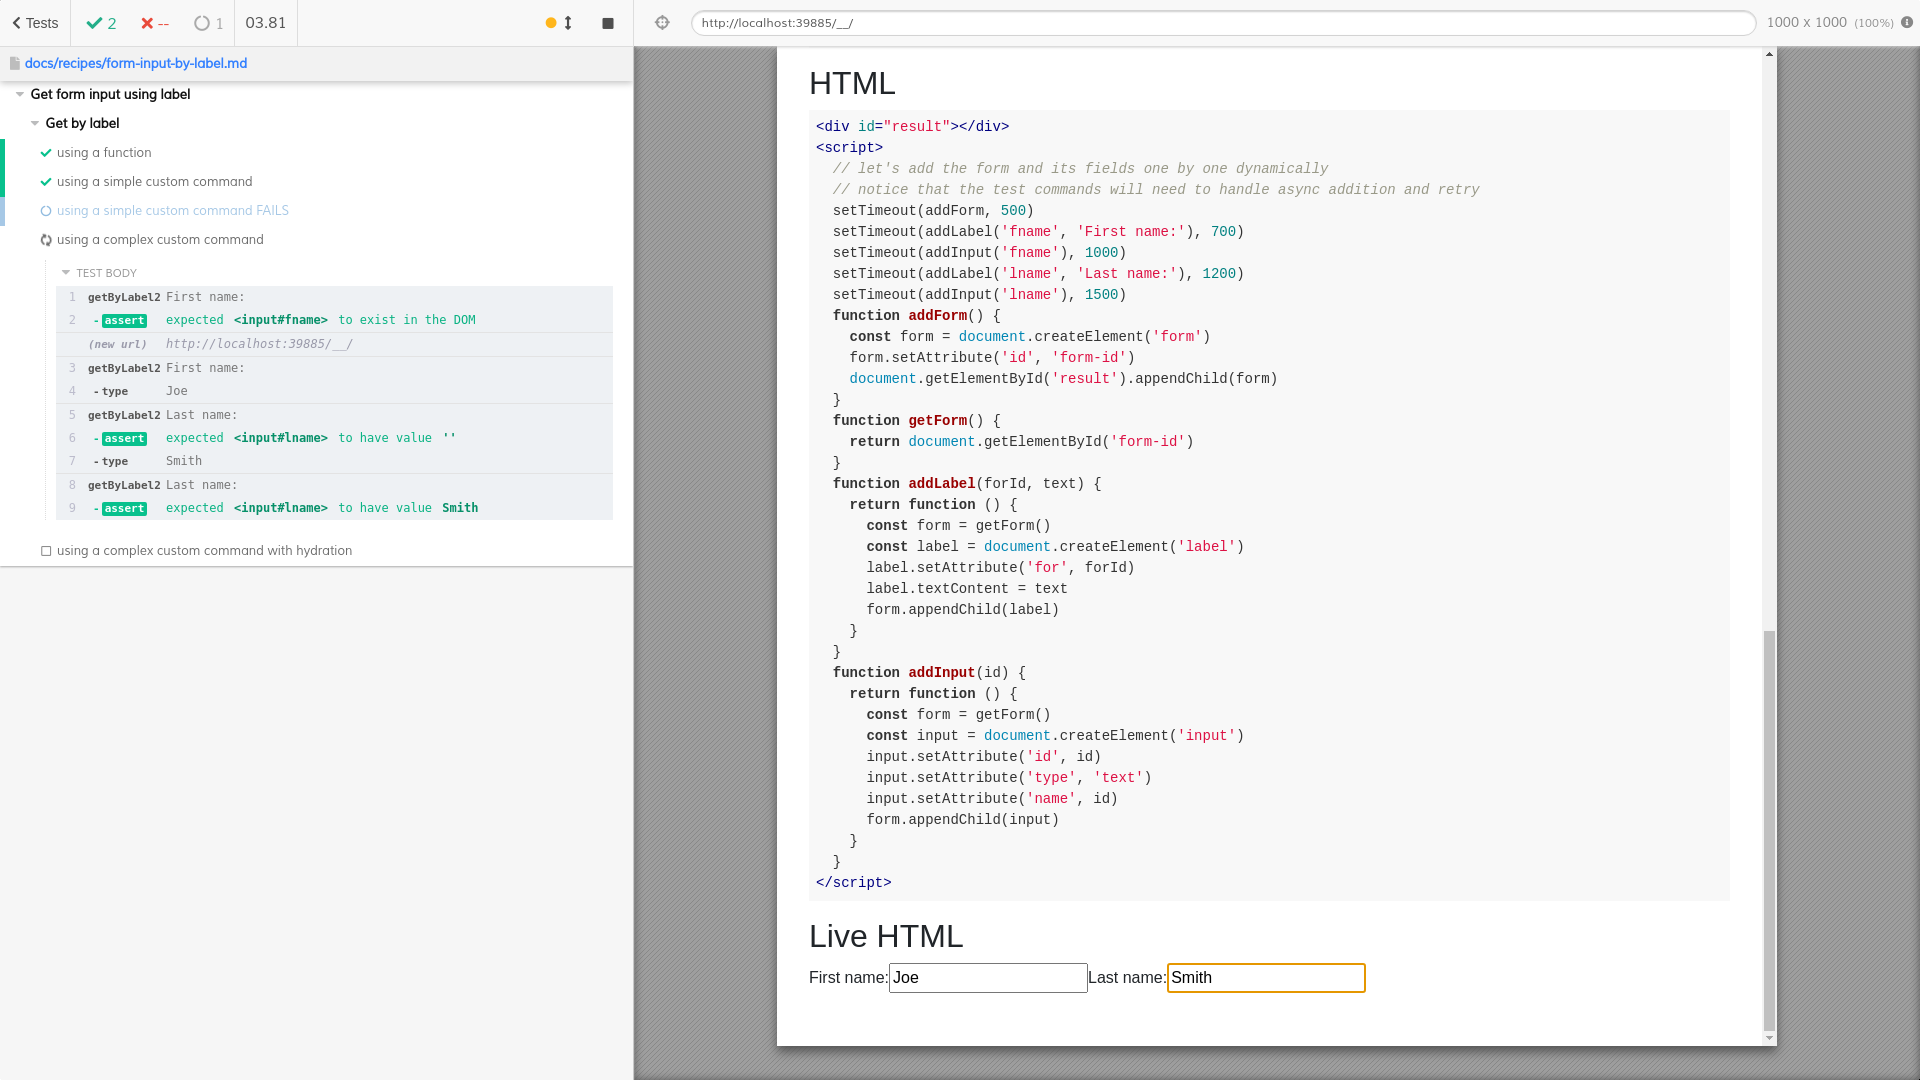 Tests 2 -- 1 03.81
docs/recipes/form-input-by-label.md
Get form input using label
Get by label
using a function
using a simple custom command
using a simple custom command FAILS
using a complex custom command
TEST BODY
1 getByLabel2 First name:
2 -assert expected <input#fname> to exist in the DOM
(new url) http://localhost:39885/__/
3 getByLabel2 First name:
4 -type Joe
5 getByLabel2 Last name:
6 -assert expected <input#lname> to have value ''
7 -type Smith
8 getByLabel2 Last name:
9 -assert expected <input#lname> to have value Smith
using a complex custom command with hydration
http://localhost:39885/__/ 1000 x 1000 (100%)
HTML
<div id="result"></div>
<script>
  // let's add the form and its fields one by one dynamically
  // notice that the test commands will need to handle async addition and retry
  setTimeout(addForm, 500)
  setTimeout(addLabel('fname', 'First name:'), 700)
  setTimeout(addInput('fname'), 1000)
  setTimeout(addLabel('lname', 'Last name:'), 1200)
  setTimeout(addInput('lname'), 1500)
  function addForm() {
    const form = document.createElement('form')
    form.setAttribute('id', 'form-id')
    document.getElementById('result').appendChild(form)
  }
  function getForm() {
    return document.getElementById('form-id')
  }
  function addLabel(forId, text) {
    return function () {
      const form = getForm()
      const label = document.createElement('label')
      label.setAttribute('for', forId)
      label.textContent = text
      form.appendChild(label)
    }
  }
  function addInput(id) {
    return function () {
      const form = getForm()
      const input = document.createElement('input')
      input.setAttribute('id', id)
      input.setAttribute('type', 'text')
      input.setAttribute('name', id)
      form.appendChild(input)
    }
  }
</script>
Live HTML
First name: Joe Last name: Smith